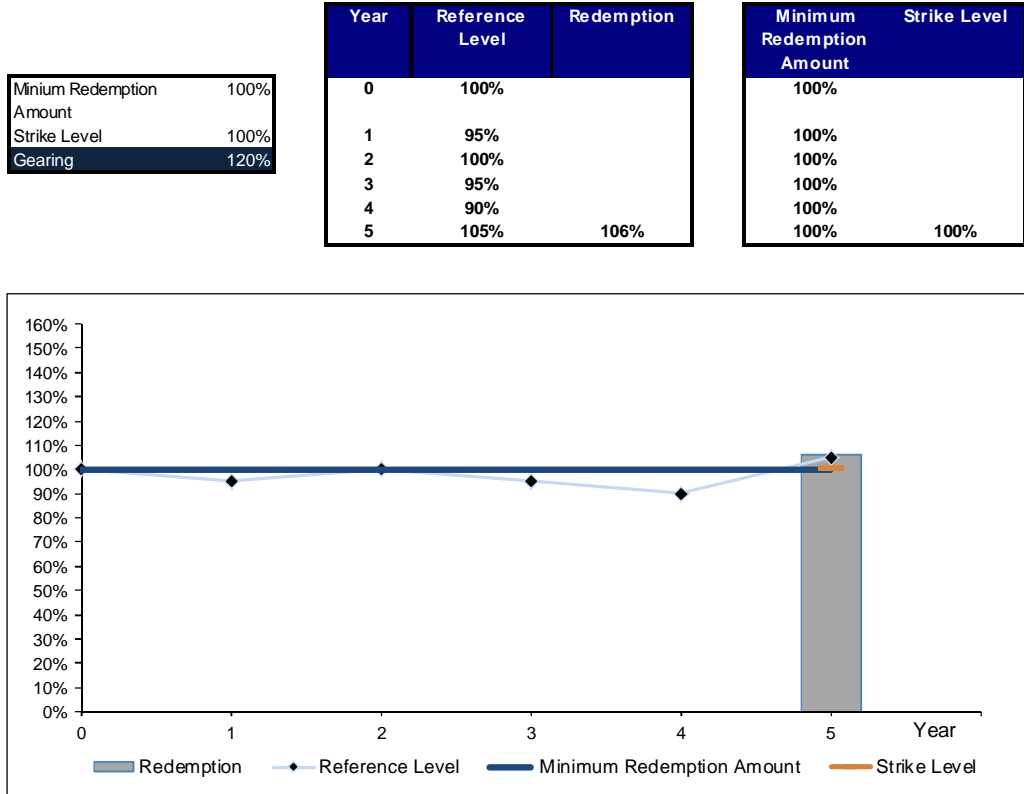 Year Reference Redemption
Level
Minimum Strike Level
Redemption
Amount
Minium Redemption 100%
Amount
Strike Level 100%
Gearing 120%
0 100%
1 95%
2 100%
3 95%
4 90%
5 105% 106%
100%
100%
100%
100%
100%
100% 100%
160%
150%
140%
130%
120%
110%
100%
90%
80%
70%
60%
50%
40%
30%
20%
10%
0%
0 1 2 3 4 5 Year
Redemption Reference Level Minimum Redemption Amount Strike Level